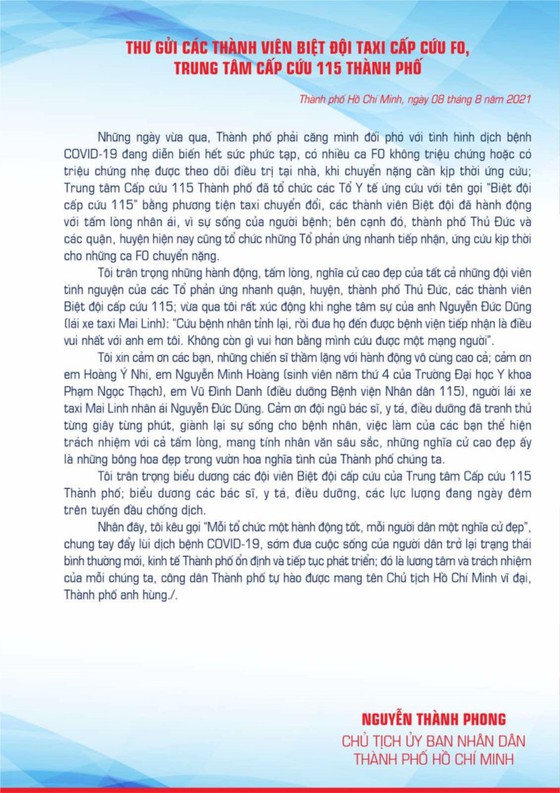 THƯ GỬI CÁC THÀNH VIÊN BIỆT ĐỘI TAXI CẤP CỨU F0,
TRUNG TÂM CẤP CỨU 115 THÀNH PHỐ
Thành phố Hồ Chí Minh, ngày 08 tháng 8 năm 2021
Những ngày vừa qua, Thành phố phải căng mình đối phó với tình hình dịch bệnh
COVID-19 đang diễn biến hết sức phức tạp, có nhiều ca F0 không triệu chứng hoặc có
triệu chứng nhẹ được theo dõi điều trị tại nhà, khi chuyển nặng cần kịp thời ứng cứu;
Trung tâm Cấp cứu 115 Thành phố đã tổ chức các Tổ Y tế ứng cứu với tên gọi "Biệt đội
cấp cứu 115" bằng phương tiện taxi chuyển đổi, các thành viên Biệt đội đã hành động
với tấm lòng nhân ái, vì sự sống của người bệnh; bên cạnh đó, thành phố Thủ Đức và
các quận, huyện hiện nay cũng tổ chức những Tổ phản ứng nhanh tiếp nhận, ứng cứu kịp thời
cho những ca F0 chuyển nặng.
Tôi trân trọng những hành động, tấm lòng, nghĩa cử cao đẹp của tất cả những đội viên
tình nguyện của các Tổ phản ứng nhanh quận, huyện, thành phố Thủ Đức, các thành viên
Biệt đội cấp cứu 115; vừa qua tôi rất xúc động khi nghe tâm sự của anh Nguyễn Đức Dũng
(lái xe taxi Mai Linh): "Cứu bệnh nhân tỉnh lại, rồi đưa họ đến được bệnh viện tiếp nhận là điều
vui nhất với anh em tôi. Không còn gì vui hơn bằng mình cứu được một mạng người".
Tôi xin cảm ơn các bạn, những chiến sĩ thầm lặng với hành động vô cùng cao cả; cảm ơn
em Hoàng Ý Nhi, em Nguyễn Minh Hoàng (sinh viên năm thứ 4 của Trường Đại học Y khoa
Phạm Ngọc Thạch), em Vũ Đình Danh (điều dưỡng Bệnh viện Nhân dân 115), người lái xe
taxi Mai Linh nhân ái Nguyễn Đức Dũng. Cảm ơn đội ngũ bác sĩ, y tá, điều dưỡng đã tranh thủ
từng giây từng phút, giành lại sự sống cho bệnh nhân, việc làm của các bạn thể hiện
trách nhiệm với cả tấm lòng, mang tính nhân văn sâu sắc, những nghĩa cử cao đẹp ấy
là những bông hoa đẹp trong vườn hoa nghĩa tình của Thành phố chúng ta.
Tôi trân trọng biểu dương các đội viên Biệt đội cấp cứu của Trung tâm Cấp cứu 115
Thành phố; biểu dương các bác sĩ, y tá, điều dưỡng, các lực lượng đang ngày đêm
trên tuyến đầu chống dịch.
Nhân đây, tôi kêu gọi "Mỗi tổ chức một hành động tốt, mỗi người dân một nghĩa cử đẹp",
chung tay đẩy lùi dịch bệnh COVID-19, sớm đưa cuộc sống của người dân trở lại trạng thái
bình thường mới, kinh tế Thành phố ổn định và tiếp tục phát triển; đó là lương tâm và trách nhiệm
của mỗi chúng ta, công dân Thành phố tự hào được mang tên Chủ tịch Hồ Chí Minh vĩ đại,
Thành phố anh hùng./.
NGUYỄN THÀNH PHONG
CHỦ TỊCH ỦY BAN NHÂN DÂN
THÀNH PHỐ HỒ CHÍ MINH